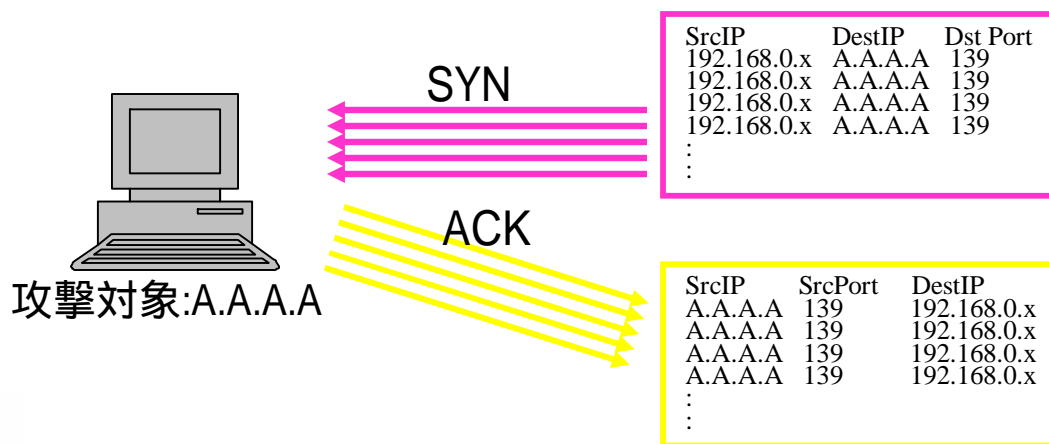 SYN
SrcIP DestIP Dst Port
192.168.0.x A.A.A.A 139
192.168.0.x A.A.A.A 139
192.168.0.x A.A.A.A 139
192.168.0.x A.A.A.A 139
:
:
ACK
攻撃対象:A.A.A.A
SrcIP SrcPort DestIP
A.A.A.A 139 192.168.0.x
A.A.A.A 139 192.168.0.x
A.A.A.A 139 192.168.0.x
A.A.A.A 139 192.168.0.x
:
: